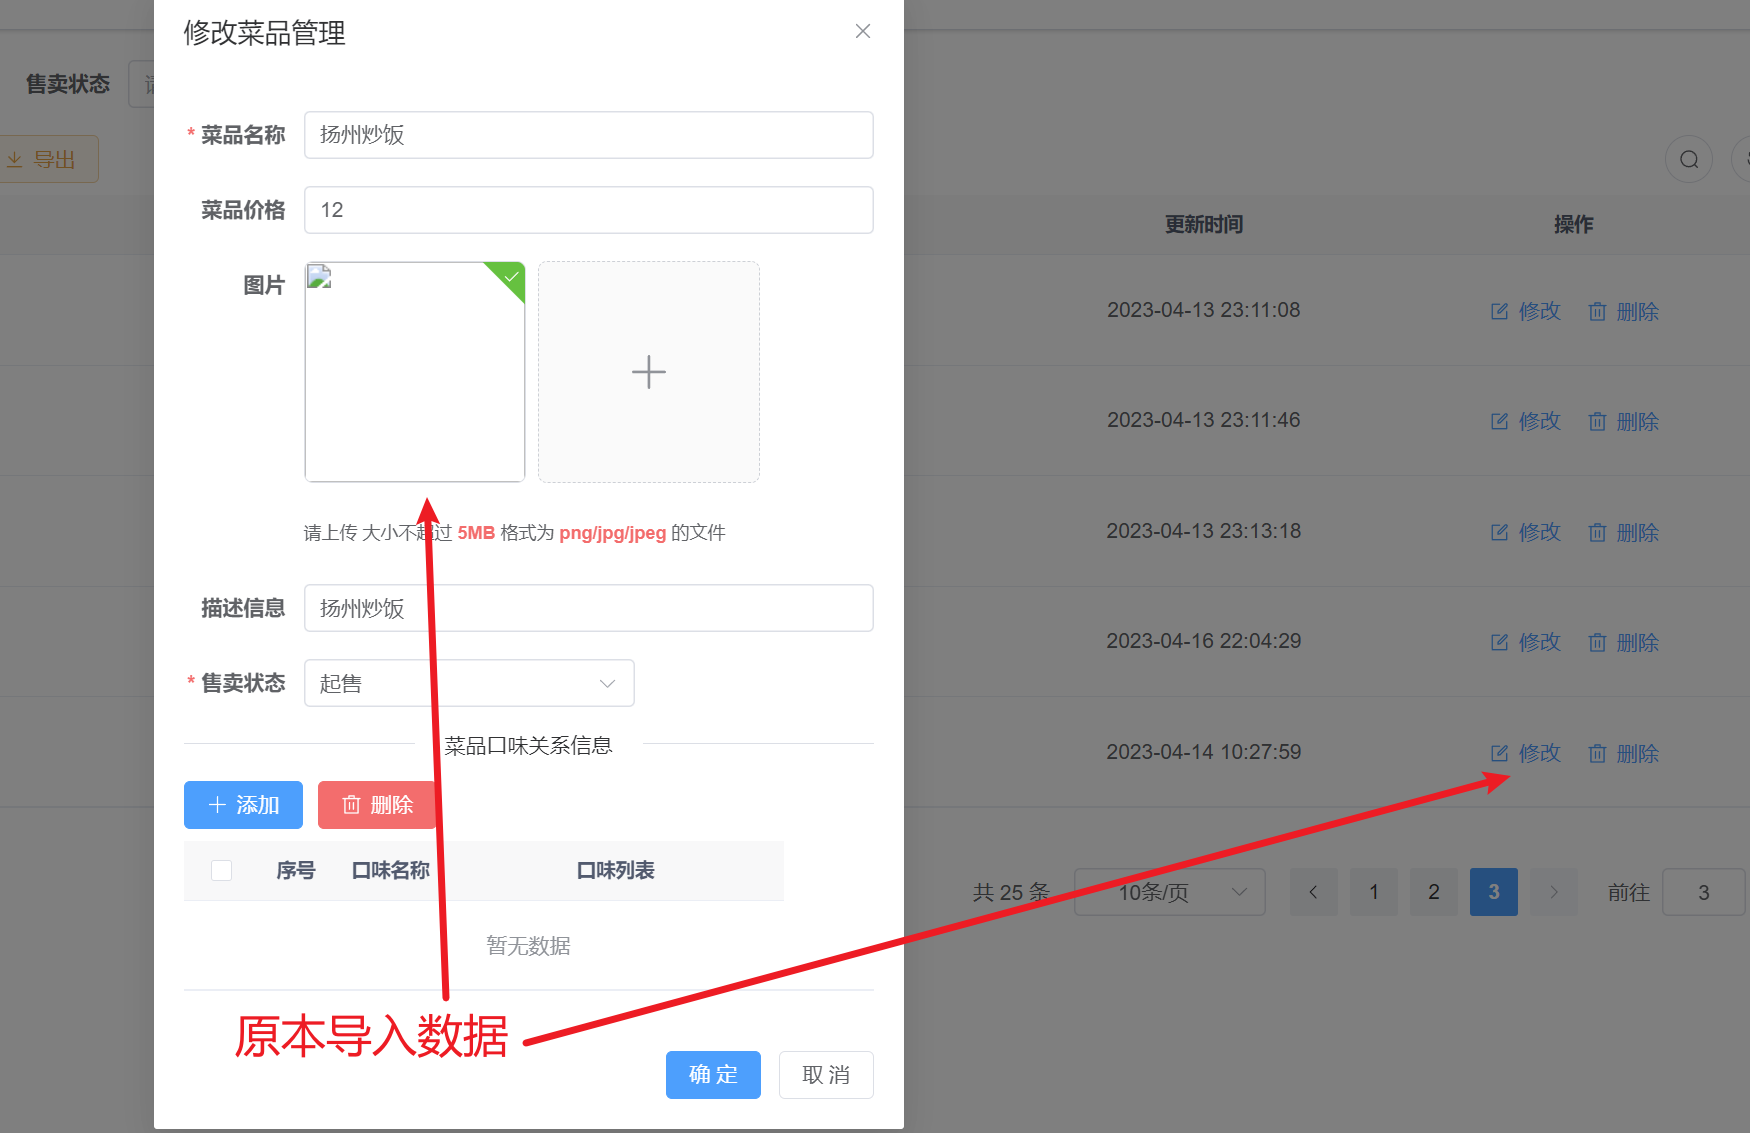 修改菜品管理
售卖状态
* 菜品名称 扬州炒饭
导出
菜品价格 12
更新时间 操作
图片
2023-04-13 23:11:08 修改 删除
2023-04-13 23:11:46 修改 删除
请上传 大小不超过 5MB 格式为 png/jpg/jpeg 的文件
2023-04-13 23:13:18 修改 删除
描述信息 扬州炒饭
2023-04-16 22:04:29 修改 删除
* 售卖状态 起售
菜品口味关系信息
2023-04-14 10:27:59 修改 删除
添加 删除
序号 口味名称 口味列表
共 25 条 10条/页 1 2 3 前往 3
暂无数据
原本导入数据
确 定 取 消